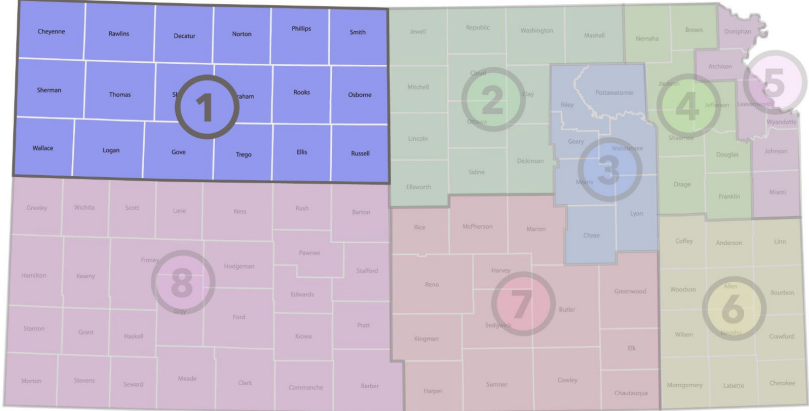 Cheyenne Rawlins Decatur Norton Phillips Smith Jewell Republic Washington Marshall Nemaha Brown Doniphan
Atchison
5
Sherman Thomas 1 Rooks Osborne Mitchell Cloud 2 Clay Pottawatomie 4
Riley
Wyandotte
Wallace Logan Gove Trego Ellis Russell Lincoln Ottawa Geary Wabaunsee Shawnee Douglas Johnson
Saline Dickinson Morris 3 Osage Franklin Miami
Ellsworth Lyon
Chase
Greeley Wichita Scott Lane Ness Rush Barton Rice McPherson Marion Coffey Anderson Linn
Pawnee
Hamilton Kearny Hodgeman Stafford Reno Harvey Greenwood Woodson Allen Bourbon
8 Edwards 7 Butler 6
Stanton Grant Haskell Gray Ford Kiowa Pratt Kingman Sedgwick Elk Wilson Neosho Crawford
Morton Stevens Seward Meade Clark Commanche Barber Harper Sumner Cowley Chautauqua Montgomery Labette Cherokee